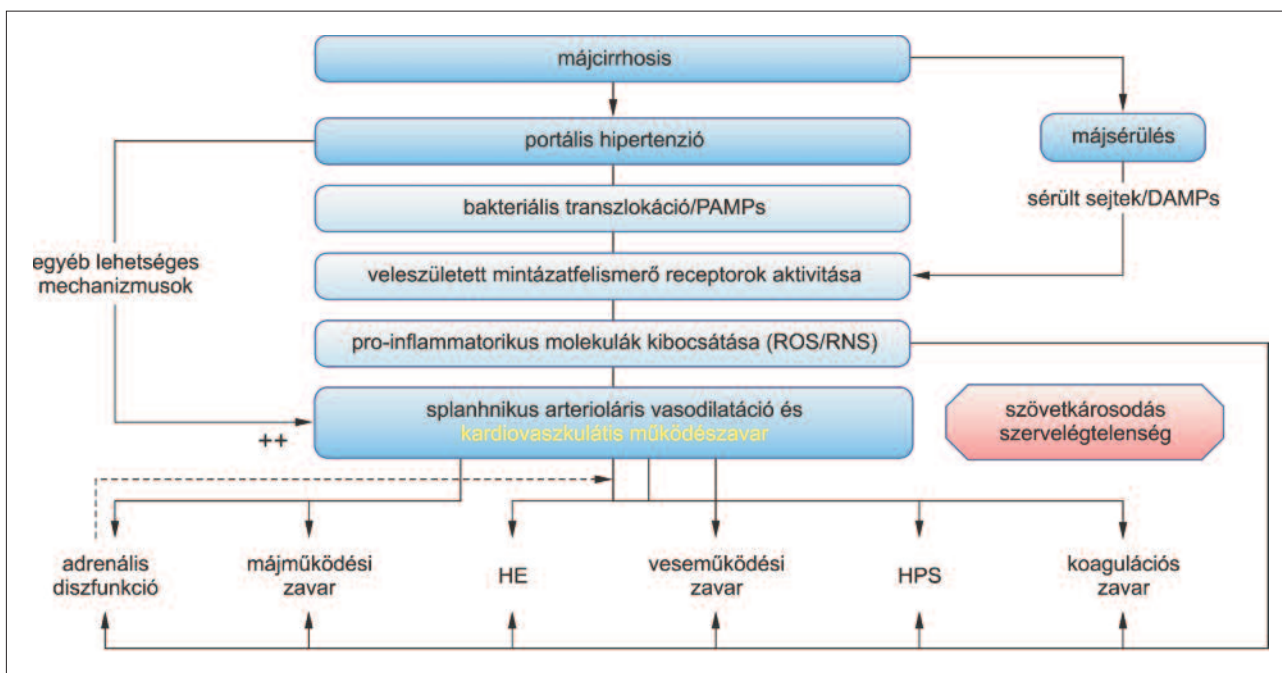 májcirrhosis
portális hipertenzió
májsérülés
bakteriális transzlokáció/PAMPs
sérült sejtek/DAMPs
egyéb lehetséges
mechanizmusok
veleszületett mintázatfelismerő receptorok aktivitása
pro-inflammatorikus molekulák kibocsátása (ROS/RNS)
splanhnikus arterioláris vasodilatáció és
kardiovaszkulátis működészavar
szövetkárosodás
szervelégtelenség
++
adrenális
diszfunkció
májműködési
zavar
HE
veseműködési
zavar
HPS
koagulációs
zavar